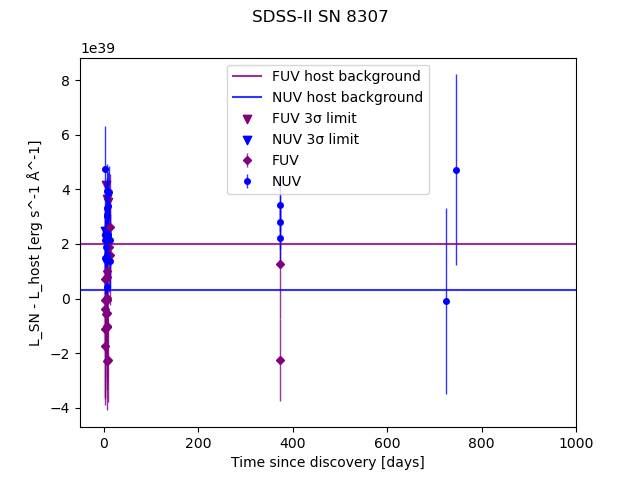 SDSS-II SN 8307
1e39
FUV host background
NUV host background
FUV 3σ limit
NUV 3σ limit
FUV
NUV
8
6
4
2
0
−2
−4
L_SN - L_host [erg s^-1 Å^-1]
0 200 400 600 800 1000
Time since discovery [days]